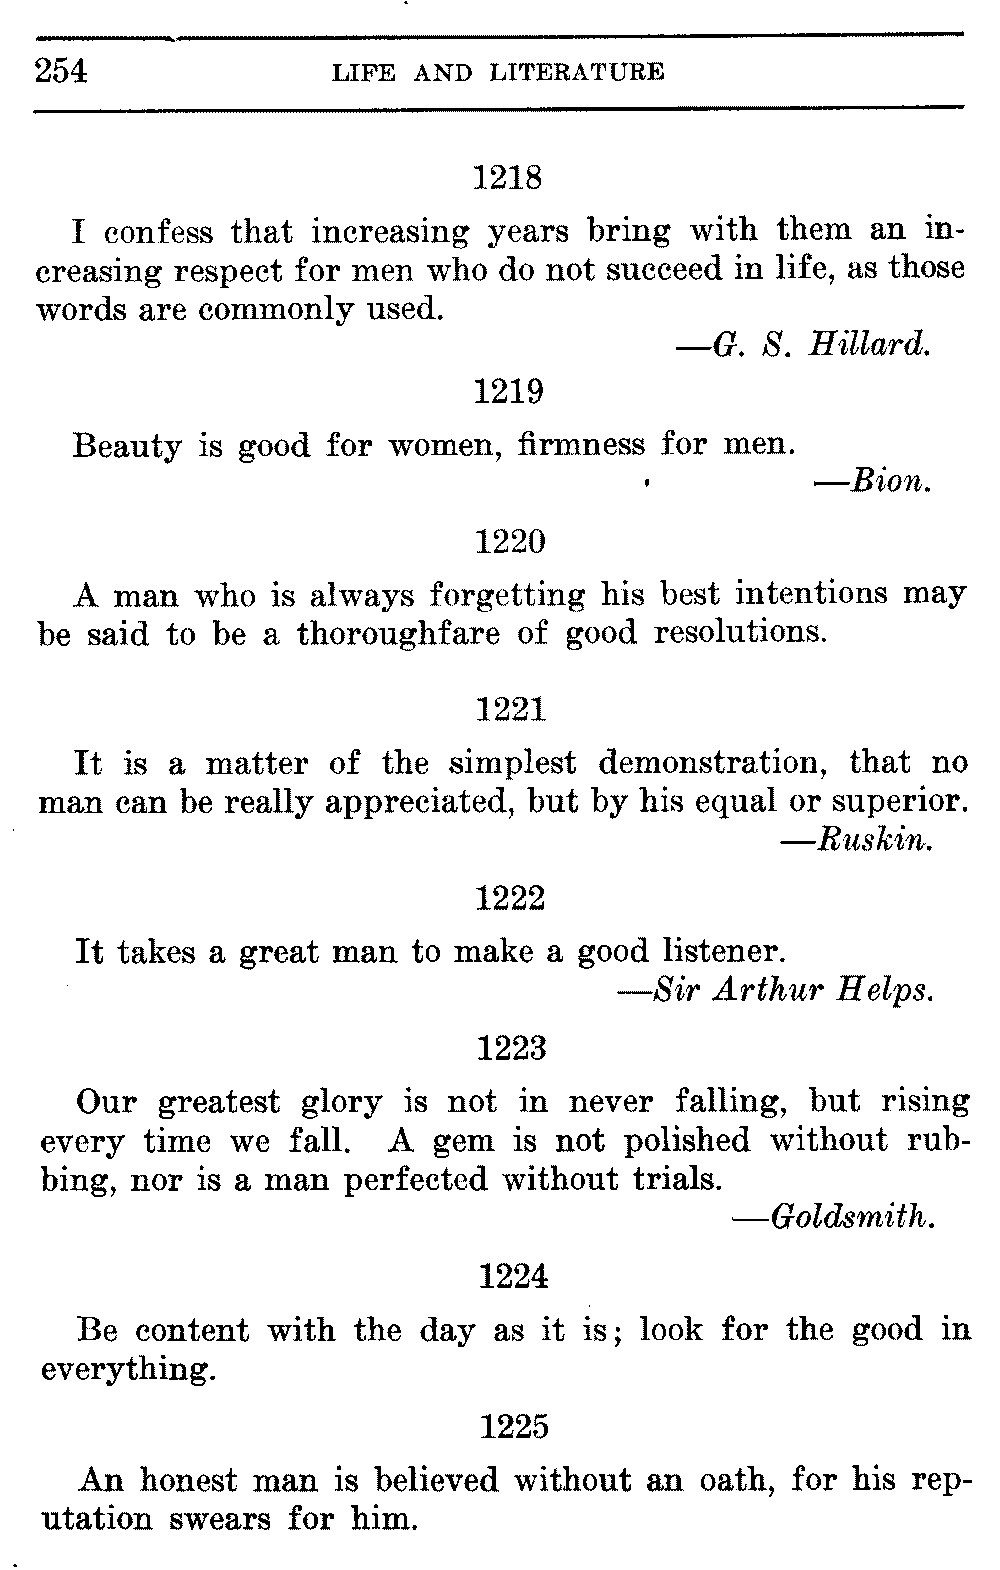 254 LIFE AND LITERATURE
1218
I confess that increasing years bring with them an in-
creasing respect for men who do not succeed in life, as those
words are commonly used.
—G. S. Hillard.
1219
Beauty is good for women, firmness for men.
—Bion.
1220
A man who is always forgetting his best intentions may
be said to be a thoroughfare of good resolutions.
1221
It is a matter of the simplest demonstration, that no
man can be really appreciated, but by his equal or superior.
—Ruskin.
1222
It takes a great man to make a good listener.
—Sir Arthur Helps.
1223
Our greatest glory is not in never falling, but rising
every time we fall. A gem is not polished without rub-
bing, nor is a man perfected without trials.
—Goldsmith.
1224
Be content with the day as it is; look for the good in
everything.
1225
An honest man is believed without an oath, for his rep-
utation swears for him.